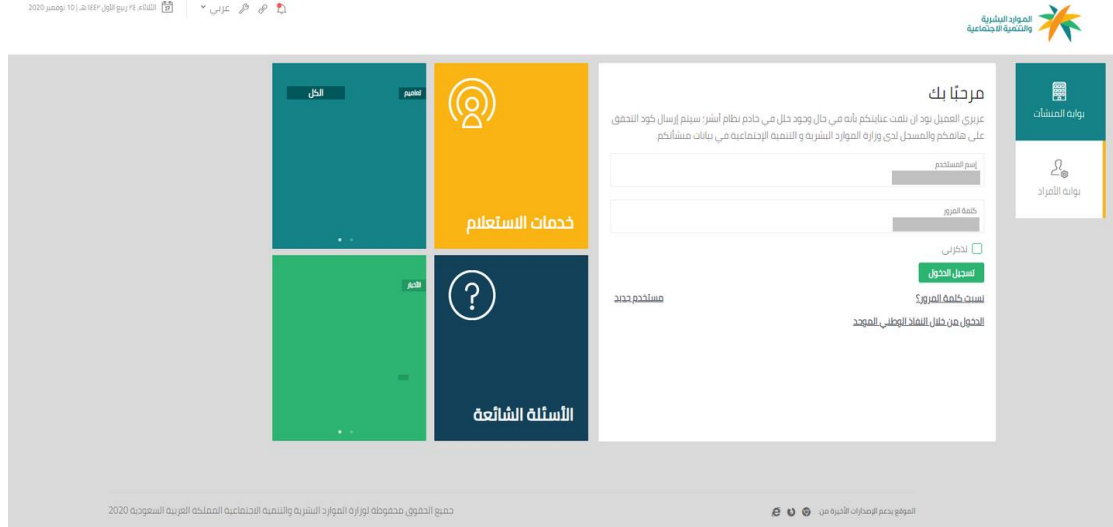 الثلاثاء ٢٤ ربيع الأول ١٤٤٢ هـ | 10 نوفمبر 2020
عربي
الموارد البشرية
والتنمية الاجتماعية
بوابة المنشآت
بوابة الأفراد
مرحبًا بك
عزيزي العميل نود ان نلفت عنايتكم بأنه في حال وجود خلل في خادم نظام أبشر؛ سيتم إرسال كود التحقق
على هاتفكم والمسجل لدى وزارة الموارد البشرية و التنمية الإجتماعية في بيانات منشأتكم
إسم المستخدم
كلمة المرور
تذكرني
تسجيل الدخول
نسيت كلمة المرور؟
مستخدم جديد
الدخول من خلال النفاذ الوطني الموحد
خدمات الاستعلام
تعاميم
الكل
الأسئلة الشائعة
الأخبار
الموقع يدعم الإصدارات الأخيرة من:
جميع الحقوق محفوظة لوزارة الموارد البشرية والتنمية الاجتماعية المملكة العربية السعودية 2020